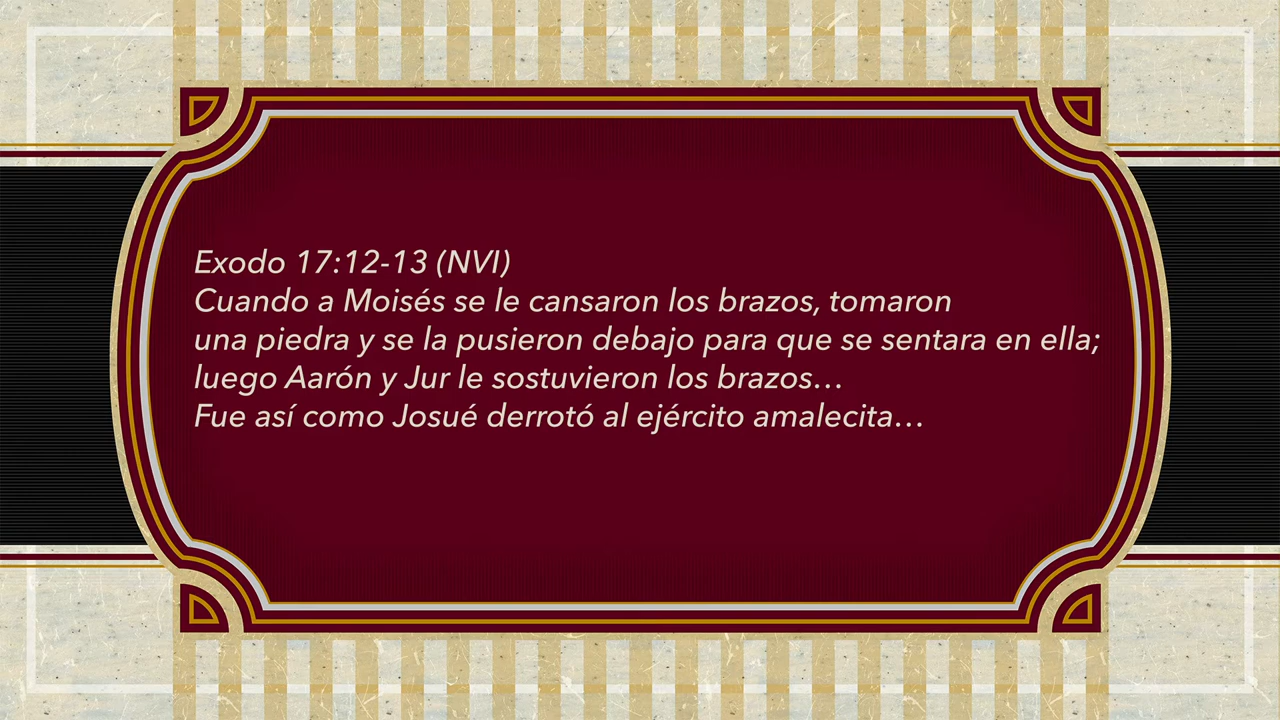 Exodo 17:12-13 (NVI)
Cuando a Moisés se le cansaron los brazos, tomaron
una piedra y se la pusieron debajo para que se sentara en ella;
luego Aarón y Jur le sostuvieron los brazos…
Fue así como Josué derrotó al ejército amalecita…